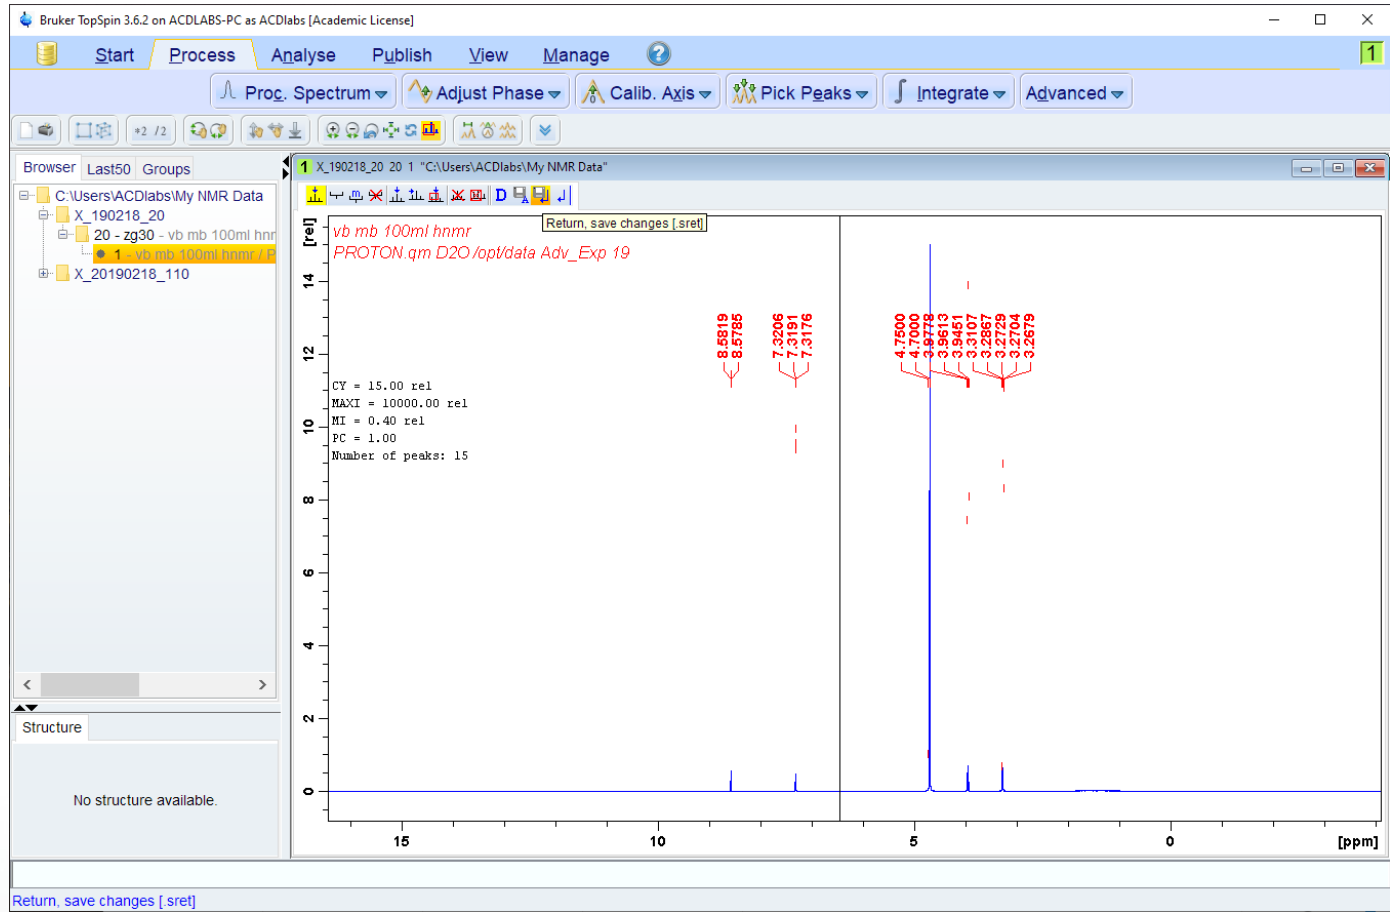 Bruker TopSpin 3.6.2 on ACDLABS-PC as ACDlabs [Academic License]
Start Process Analyse Publish View Manage ? 1
Proc. Spectrum Adjust Phase Calib. Axis Pick Peaks Integrate Advanced
*2 /2
Browser Last50 Groups
C:\Users\ACDlabs\My NMR Data
X_190218_20
20 - zg30 - vb mb 100ml hnr
1 - vb mb 100ml hnmr / P
X_20190218_110
Structure
No structure available.
1 X_190218_20 20 1 "C:\Users\ACDlabs\My NMR Data"
D
Return, save changes [.sret]
[rel]
vb mb 100ml hnmr
PROTON.qm D2O /opt/data Adv_Exp 19
8.5819
8.5785
7.3206
7.3191
7.3176
4.7500
4.7000
3.9778
3.9613
3.9451
3.3107
3.2867
3.2729
3.2704
3.2679
CY = 15.00 rel
MAXI = 10000.00 rel
MI = 0.40 rel
PC = 1.00
Number of peaks: 15
14
12
10
8
6
4
2
0
15 10 5 0 [ppm]
Return, save changes [.sret]